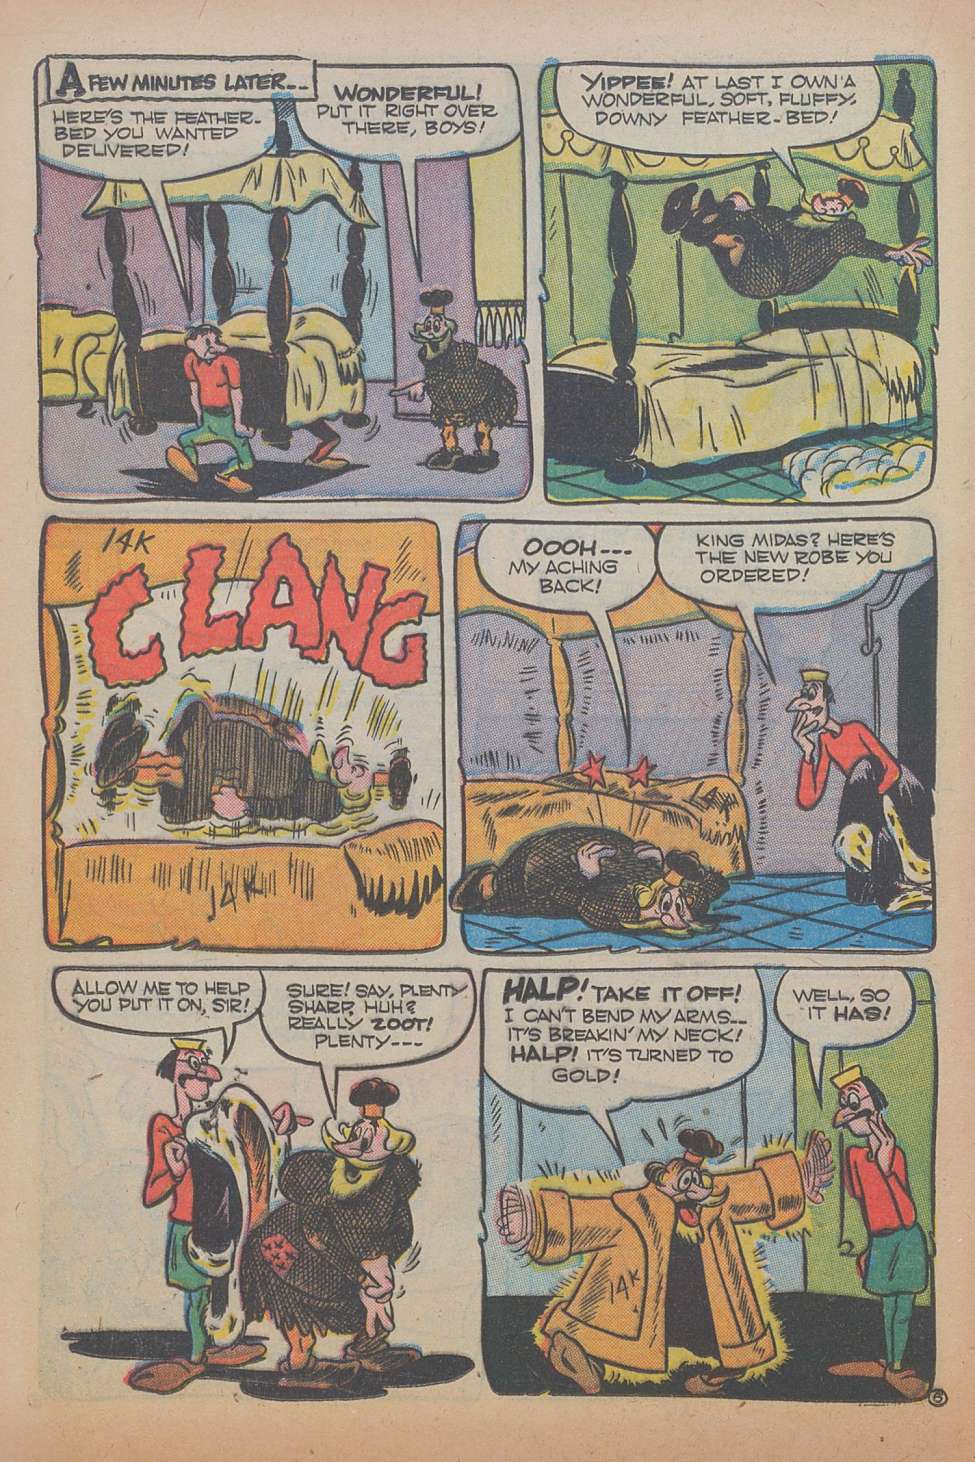 A FEW MINUTES LATER--
HERE'S THE FEATHER-
BED YOU WANTED
DELIVERED!
WONDERFUL!
PUT IT RIGHT OVER
THERE, BOYS!
YIPPEE! AT LAST I OWN A
WONDERFUL, SOFT, FLUFFY,
DOWNY FEATHER-BED!
14K
CLANG
14K
OOOH---
MY ACHING
BACK!
KING MIDAS? HERE'S
THE NEW ROBE YOU
ORDERED!
ALLOW ME TO HELP
YOU PUT IT ON, SIR!
SURE! SAY, PLENTY
SHARP, HUH?
REALLY ZOOT!
PLENTY---
HALP! TAKE IT OFF!
I CAN'T BEND MY ARMS--
IT'S BREAKIN' MY NECK!
HALP! IT'S TURNED TO
GOLD!
14K
WELL, SO
IT HAS!